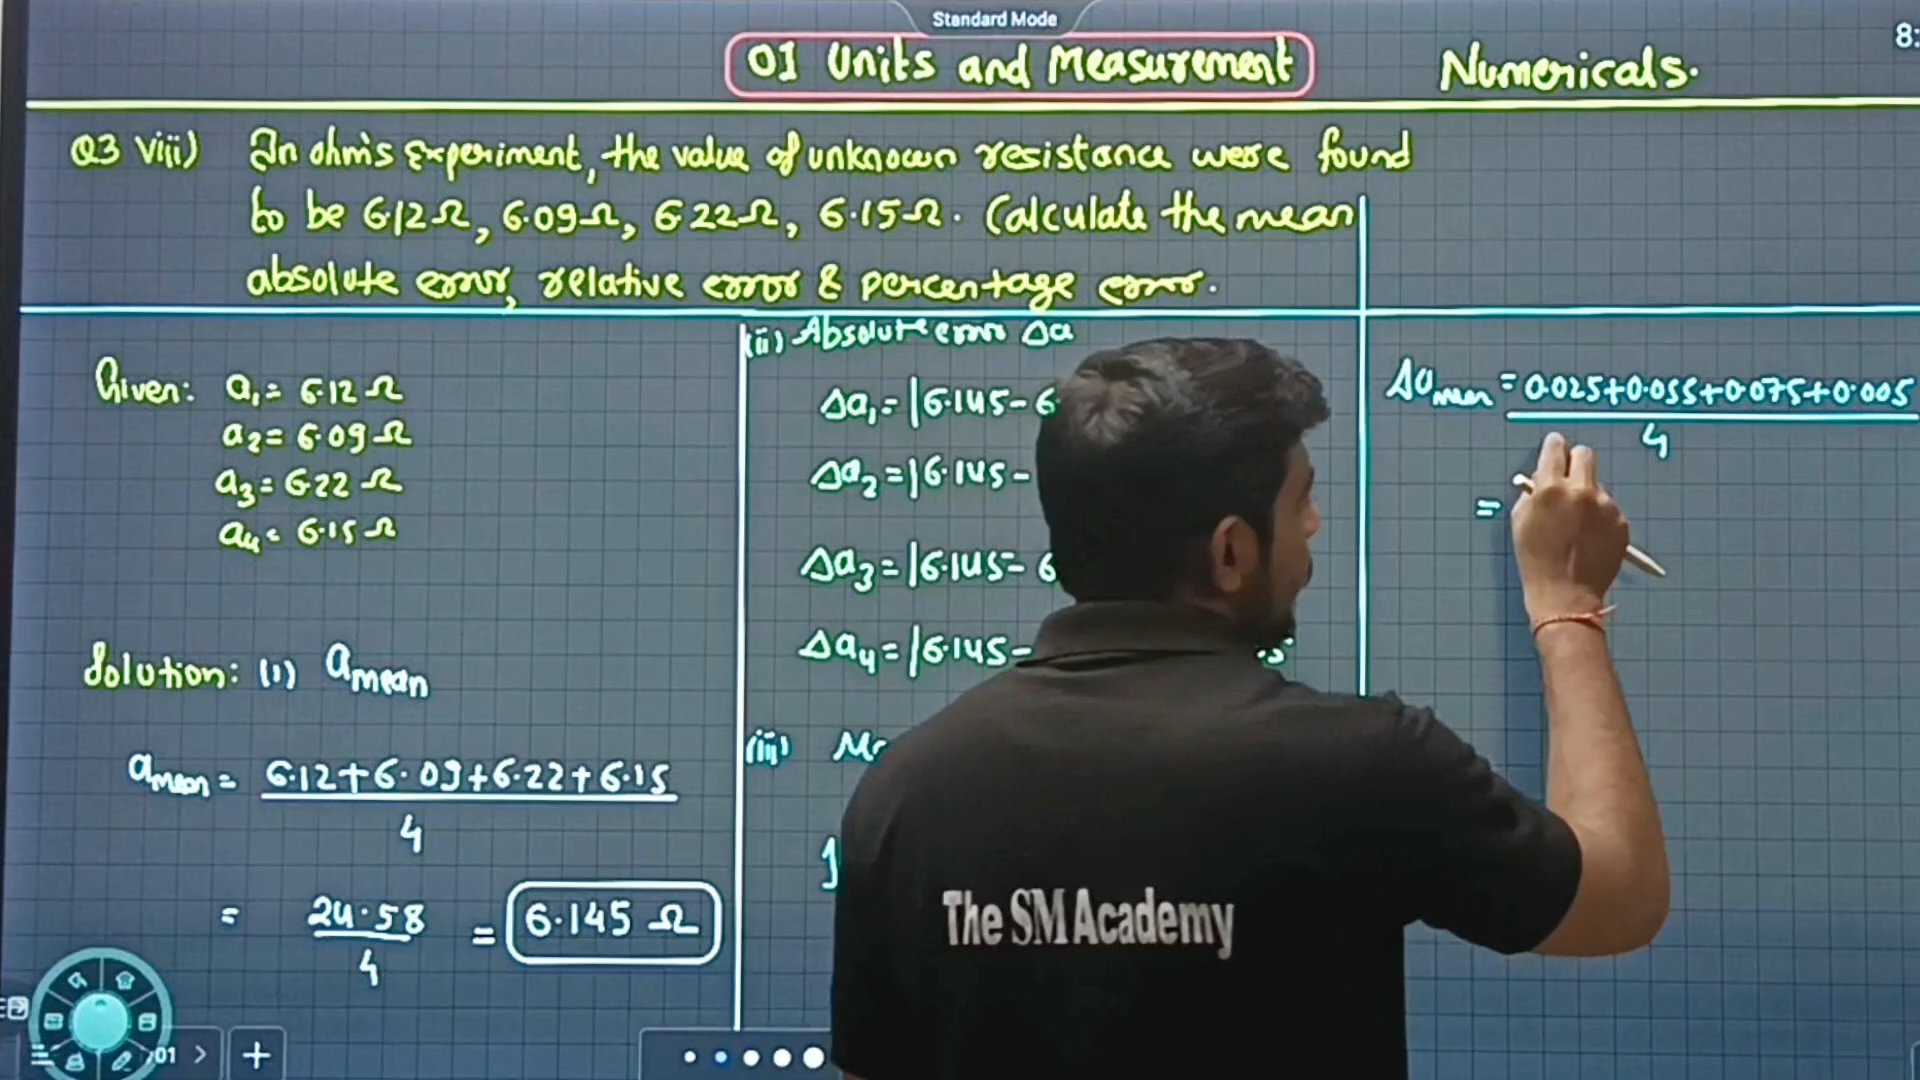 Standard Mode
8:
01 Units and Measurement Numericals.
Q3 viii) In ohm's experiment, the value of unknown resistance were found
to be 6.12Ω, 6.09Ω, 6.22Ω, 6.15Ω. Calculate the mean
absolute error, relative error & percentage error.
Given: a₁= 6.12 Ω
a₂= 6.09 Ω
a₃= 6.22 Ω
a₄= 6.15 Ω
Solution: (1) a mean
a mean = 6.12+6.09+6.22+6.15
4
= 24.58 = 6.145 Ω
4
(ii) Absolute error Δa
Δa₁= |6.145- 6
Δa₂= |6.145-
Δa₃= |6.145- 6
Δa₄= |6.145-
(iii)
Δa mean = 0.025+0.055+0.075+0.005
4
=
The SM Academy
01 > +